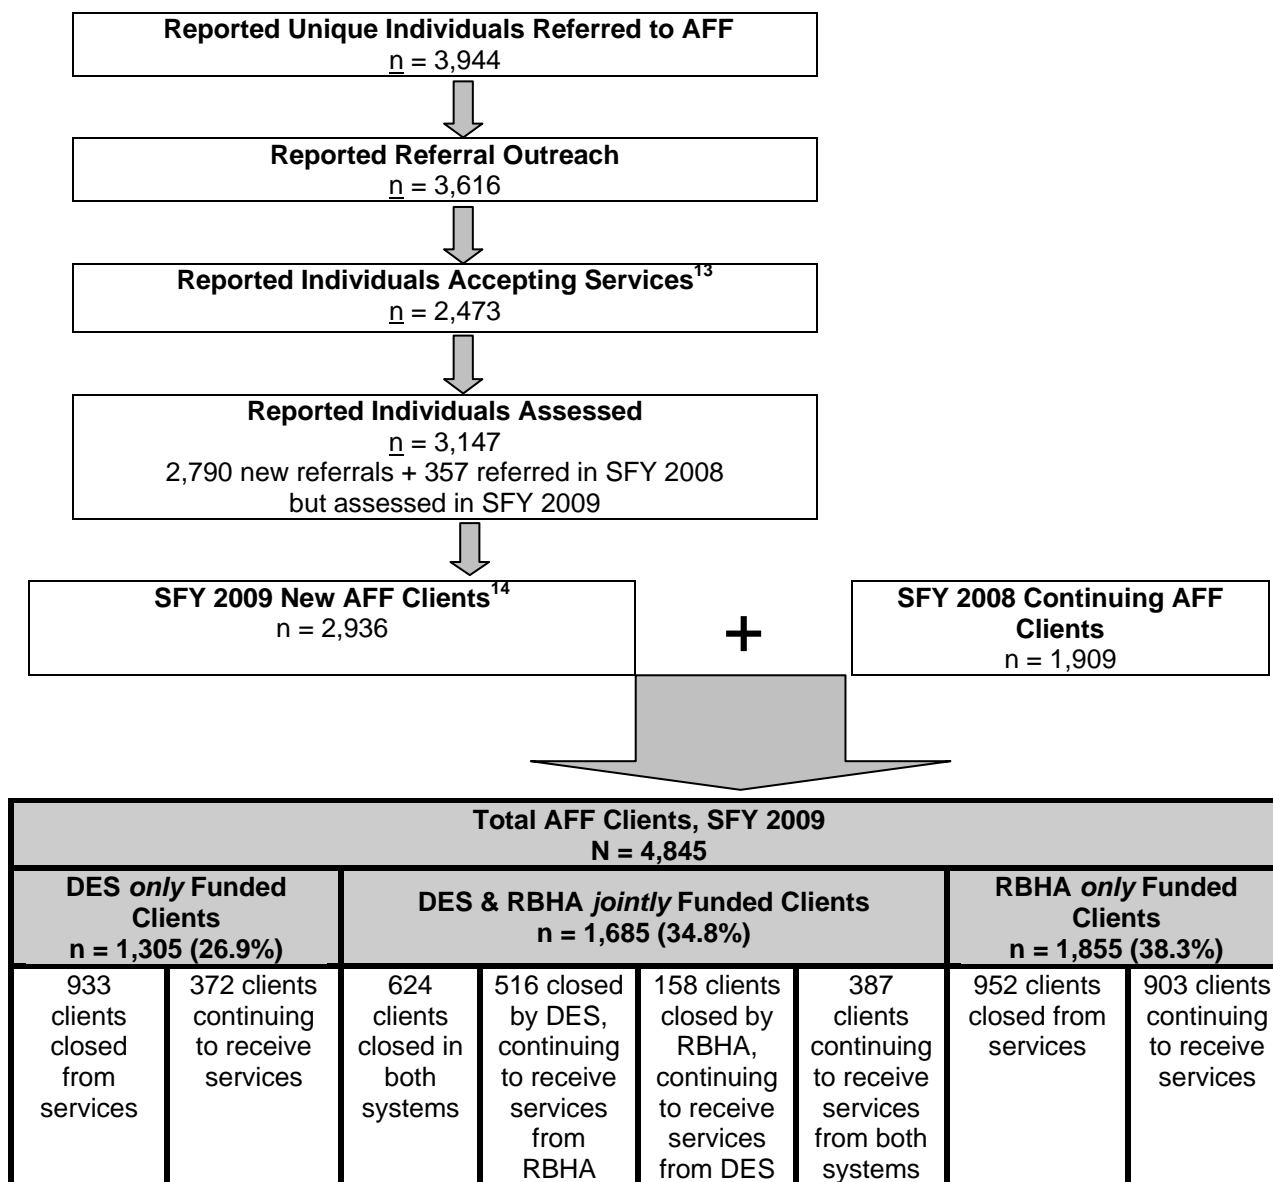 Reported Unique Individuals Referred to AFF
n = 3,944
Reported Referral Outreach
n = 3,616
Reported Individuals Accepting Services13
n = 2,473
Reported Individuals Assessed
n = 3,147
2,790 new referrals + 357 referred in SFY 2008
but assessed in SFY 2009
SFY 2009 New AFF Clients14
n = 2,936
+
SFY 2008 Continuing AFF
Clients
n = 1,909
Total AFF Clients, SFY 2009
N = 4,845
DES only Funded
Clients
n = 1,305 (26.9%)
DES & RBHA jointly Funded Clients
n = 1,685 (34.8%)
RBHA only Funded
Clients
n = 1,855 (38.3%)
933
clients
closed
from
services
372 clients
continuing
to receive
services
624
clients
closed in
both
systems
516 closed
by DES,
continuing
to receive
services
from
RBHA
158 clients
closed by
RBHA,
continuing
to receive
services
from DES
387
clients
continuing
to receive
services
from both
systems
952 clients
closed from
services
903 clients
continuing
to receive
services